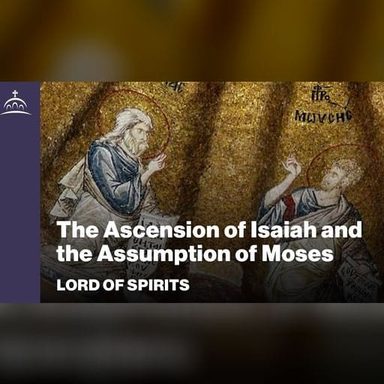 The Ascension of Isaiah and
the Assumption of Moses
LORD OF SPIRITS